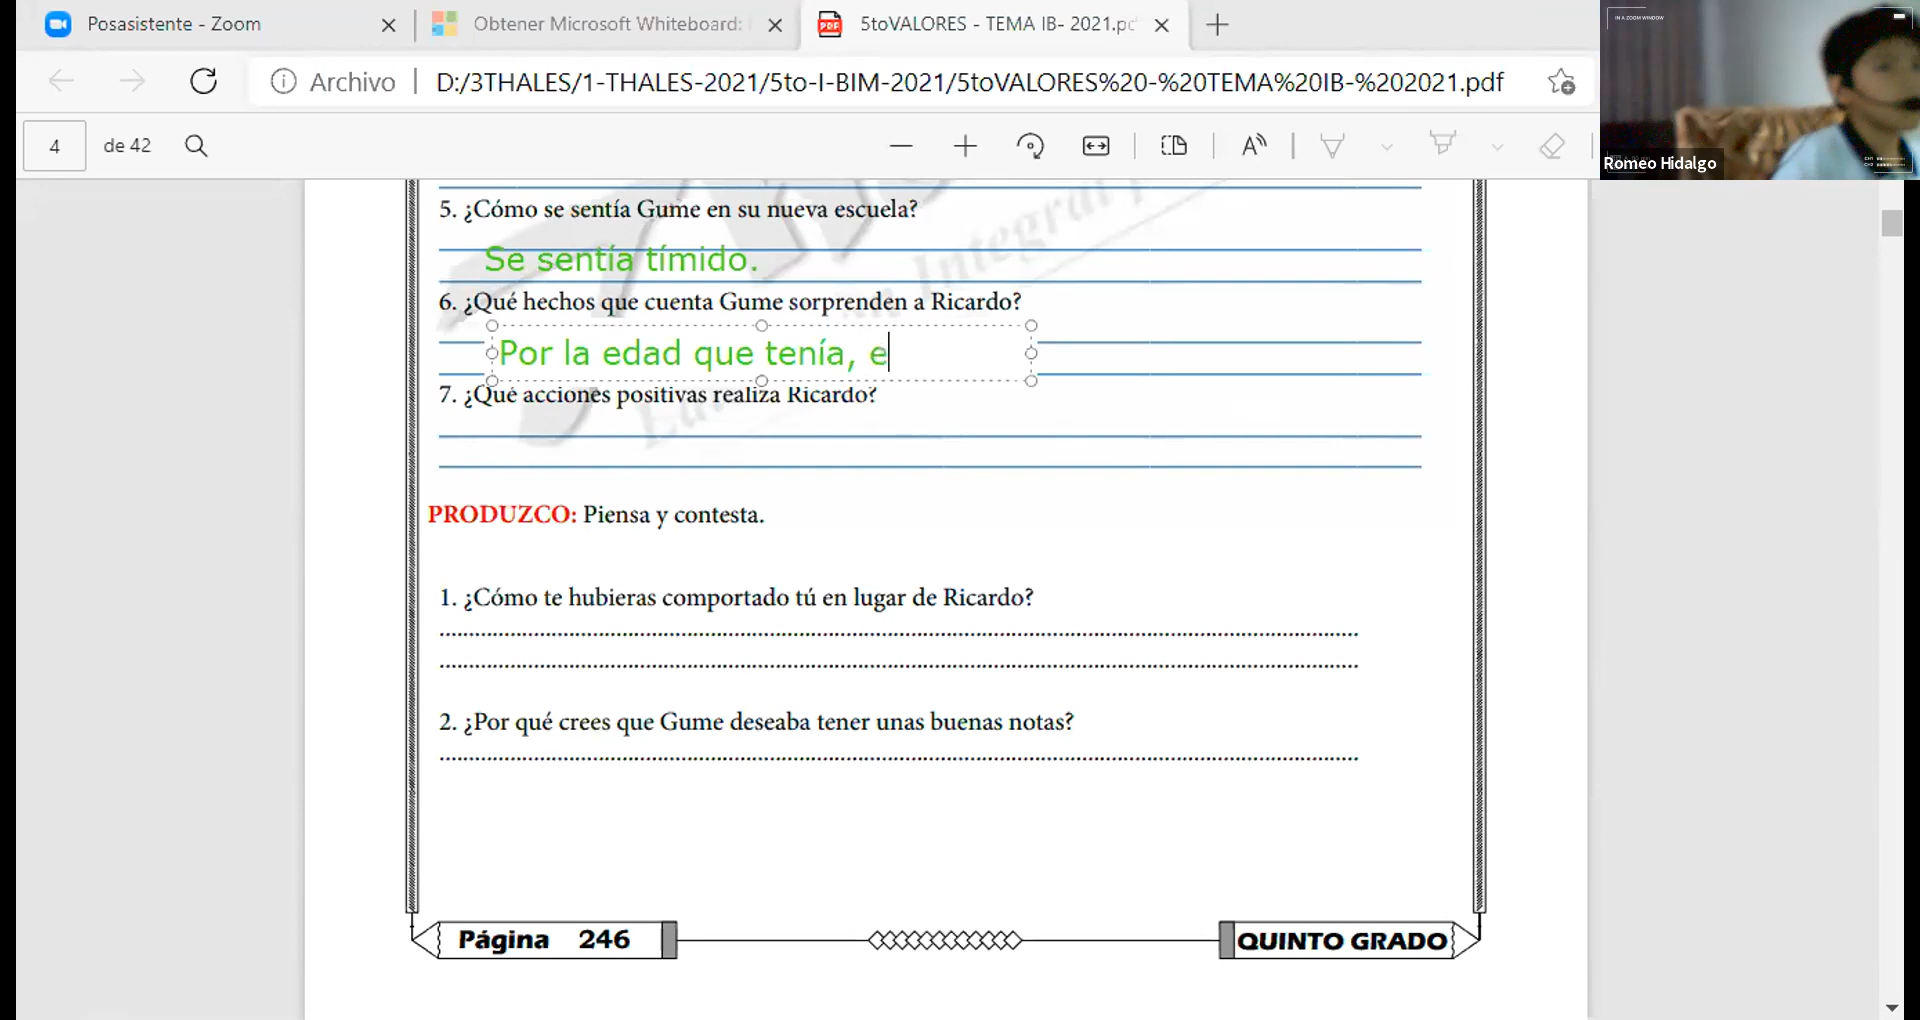 Posasistente - Zoom
Obtener Microsoft Whiteboard:
5toVALORES - TEMA IB- 2021.pd
IN A ZOOM WINDOW
Archivo
D:/3THALES/1-THALES-2021/5to-I-BIM-2021/5toVALORES%20-%20TEMA%20IB-%202021.pdf
4 de 42
Romeo Hidalgo
5. ¿Cómo se sentía Gume en su nueva escuela?
Se sentía tímido.
6. ¿Qué hechos que cuenta Gume sorprenden a Ricardo?
Por la edad que tenía, e
7. ¿Qué acciones positivas realiza Ricardo?
PRODUZCO: Piensa y contesta.
1. ¿Cómo te hubieras comportado tú en lugar de Ricardo?
2. ¿Por qué crees que Gume deseaba tener unas buenas notas?
Página 246
QUINTO GRADO